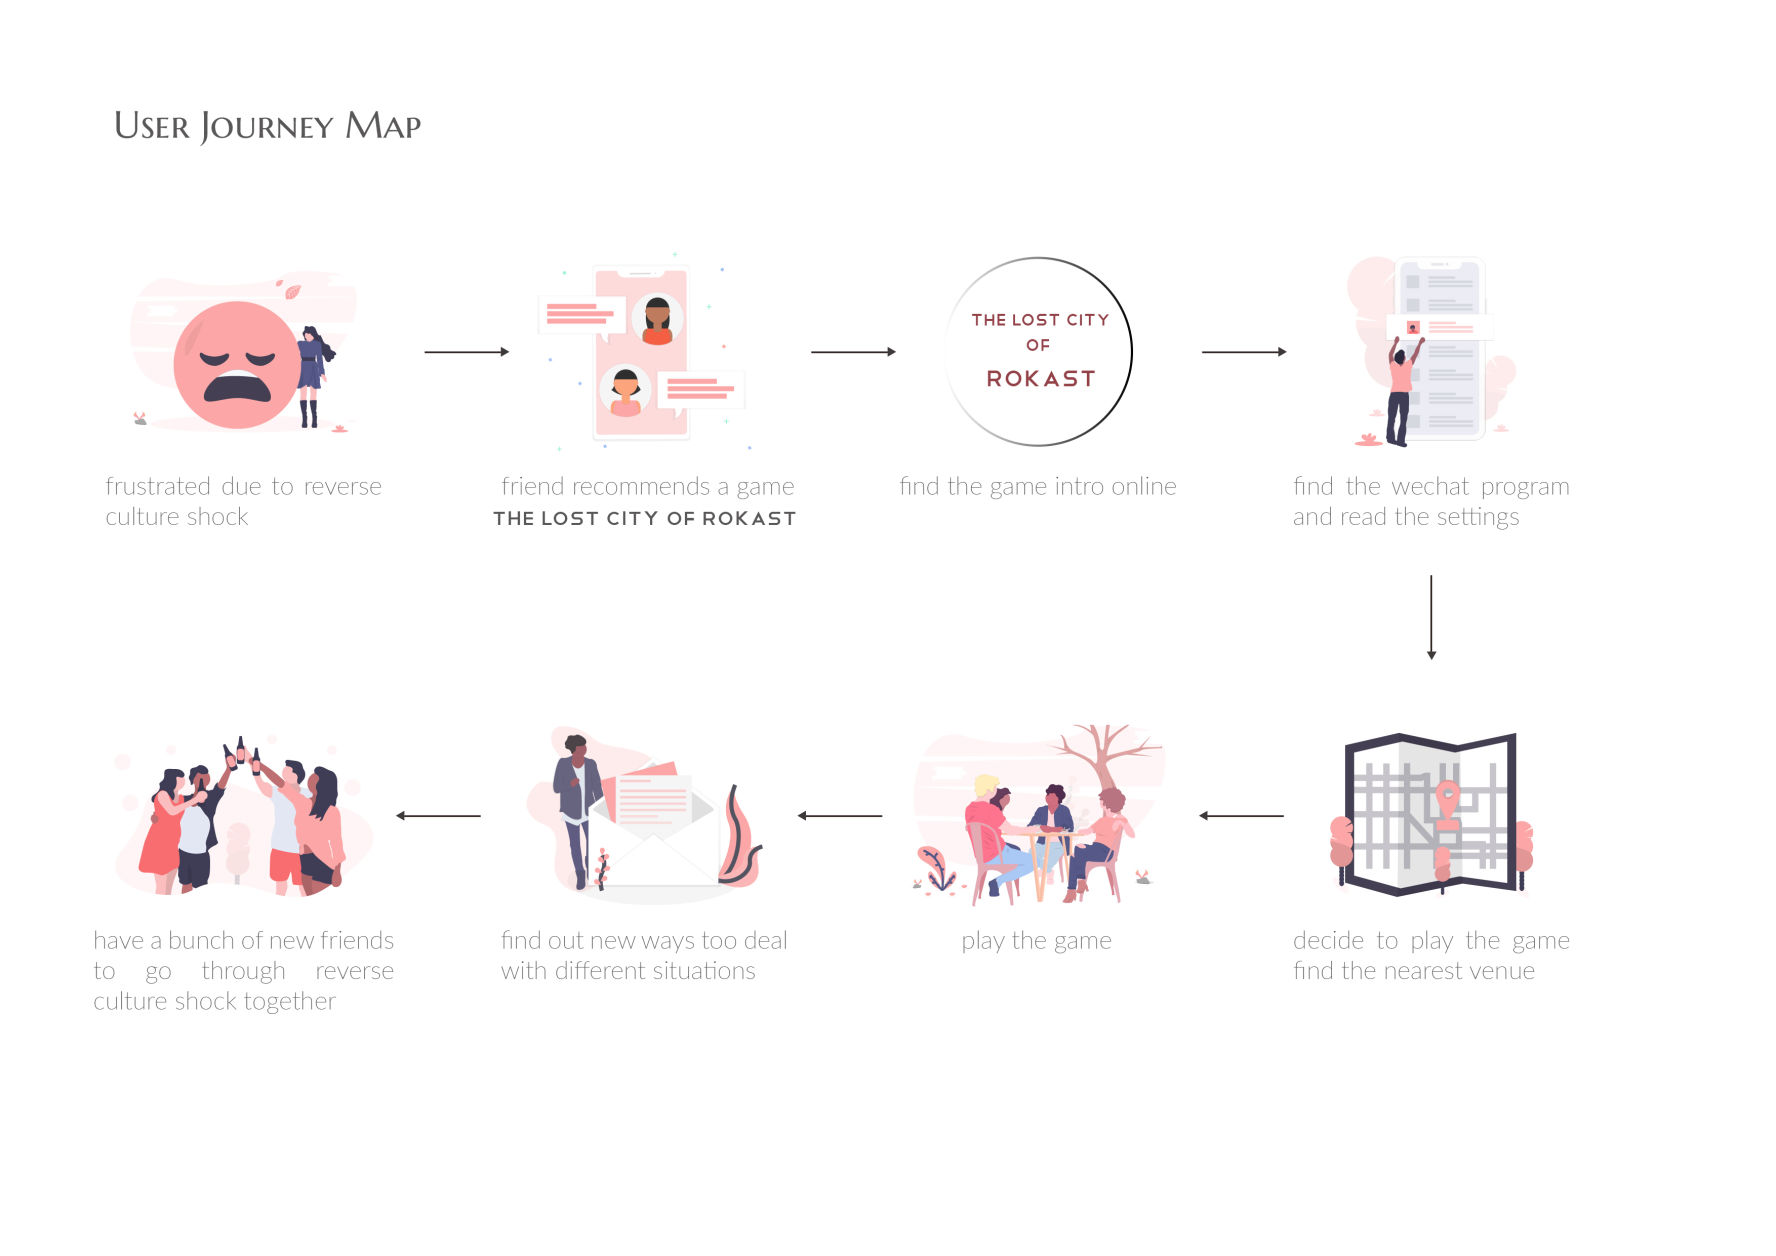 User Journey Map
frustrated due to reverse
culture shock
friend recommends a game
THE LOST CITY OF ROKAST
THE LOST CITY
OF
ROKAST
find the game intro online
find the wechat program
and read the settings
decide to play the game
find the nearest venue
play the game
find out new ways too deal
with different situations
have a bunch of new friends
to go through reverse
culture shock together